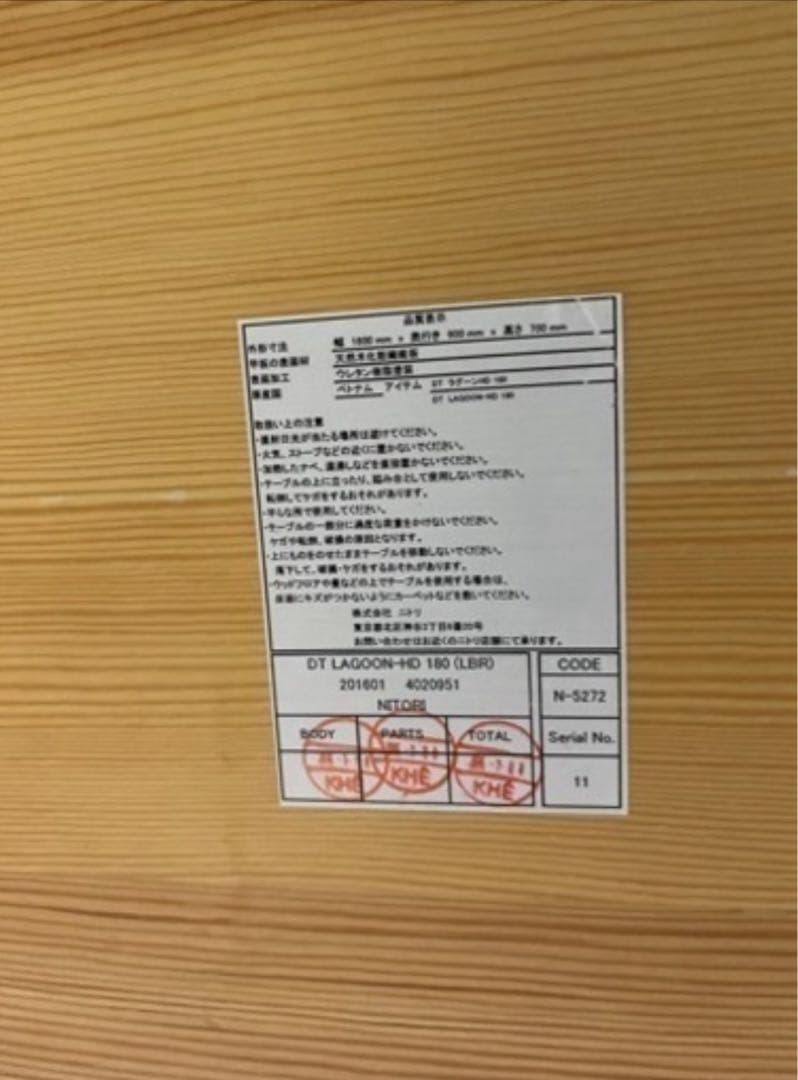 品質表示
外形寸法 幅 1800 mm × 奥行き 900 mm × 高さ 700 mm
甲板の表面材 天然木化粧繊維板
表面加工 ウレタン樹脂塗装
原産国 ベトナム アイテム DT ラグーンHD 180
DT LAGOON-HD 180
取扱い上の注意
・直射日光が当たる場所は避けてください。
・火気、ストーブなどの近くに置かないでください。
・加熱したナベ、湯沸しなどを直接置かないでください。
・テーブルの上に立ったり、踏み台として使用しないでください。
転倒してケガをするおそれがあります。
・平らな所で使用してください。
・テーブルの一部分に過度な荷重をかけないでください。
ケガや転倒、破損の原因となります。
・上にものをのせたままテーブルを移動しないでください。
落下して、破損・ケガをするおそれがあります。
・ウッドフロアや畳などの上でテーブルを使用する場合は、
床面にキズがつかないようにカーペットなどを敷いてください。
株式会社 ニトリ
東京都北区神谷3丁目6番20号
お問い合わせはお近くのニトリ店舗にて承ります。
DT LAGOON-HD 180 (LBR)
201601 4020951
NITORI
CODE
N-5272
BODY PARTS TOTAL
Serial No.
11
KHÊ KHÊ KHÊ